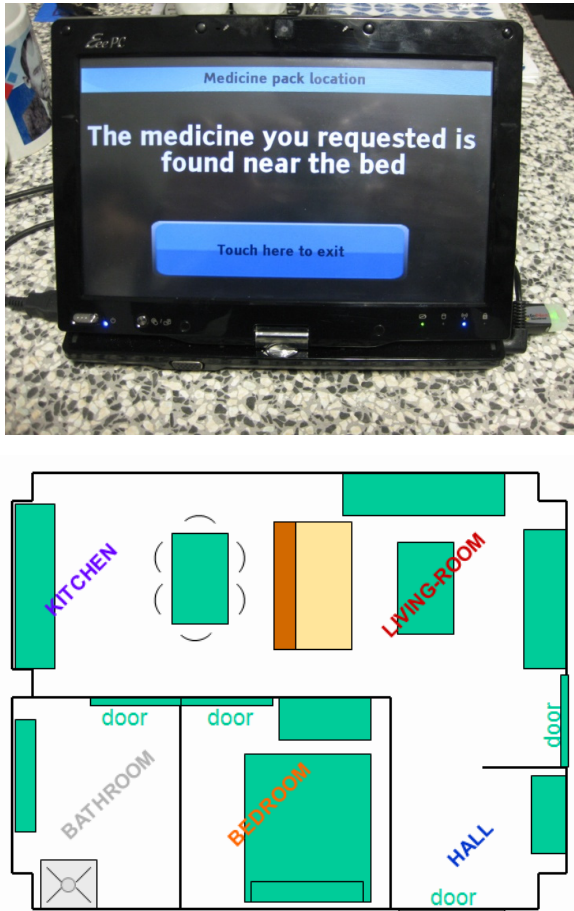 Eee PC
Medicine pack location
The medicine you requested is
found near the bed
Touch here to exit
KITCHEN
LIVING-ROOM
door
door
door
BATHROOM
BEDROOM
HALL
door